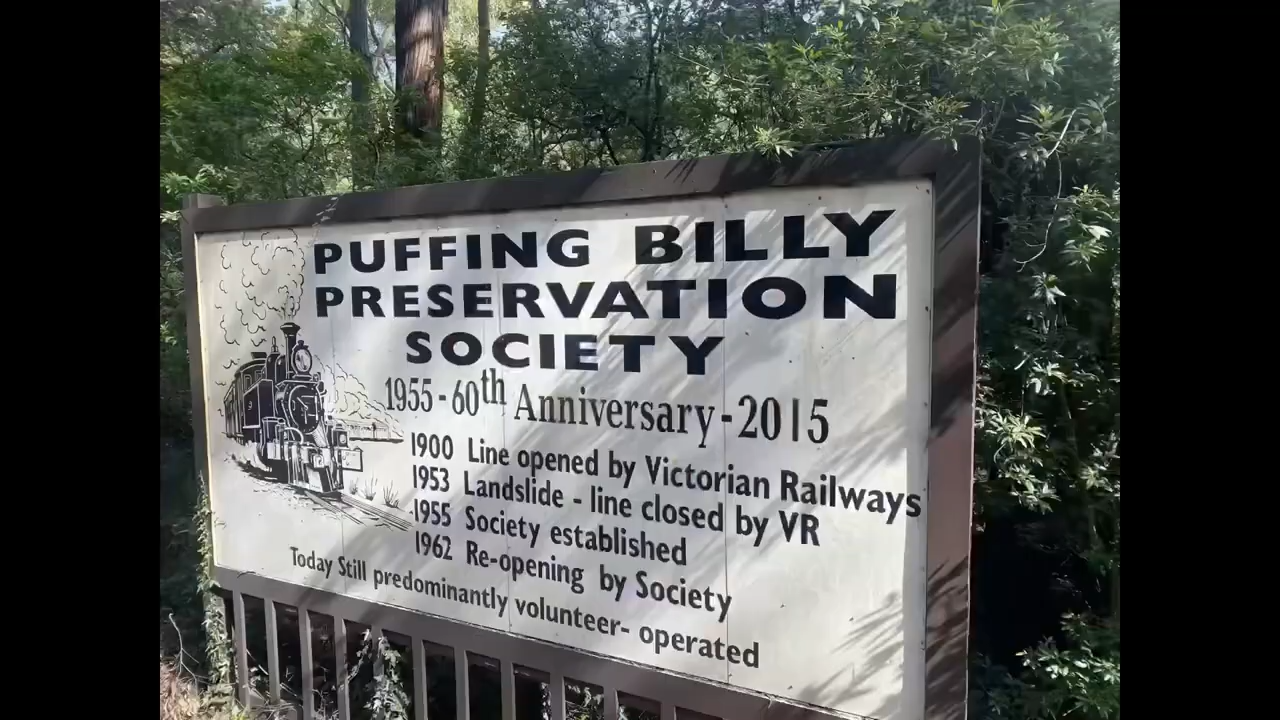 PUFFING BILLY
PRESERVATION
SOCIETY
1955-60th Anniversary-2015
1900 Line opened by Victorian Railways
1953 Landslide - line closed by VR
1955 Society established
1962 Re-opening by Society
Today Still predominantly volunteer- operated